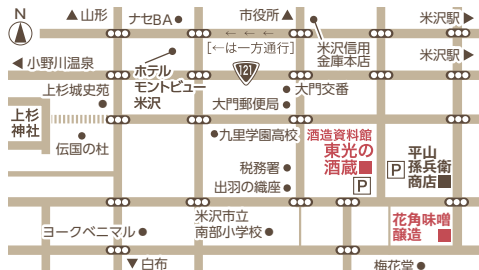 N
▲山形
ナセBA
市役所▲
米沢駅▶
← ← ←
[←は一方通行]
米沢信用
金庫本店
米沢駅▶
◀小野川温泉
ホテル
モントビュー
米沢
121
上杉城史苑
大門交番
大門郵便局
上杉
神社
伝国の杜
九里学園高校
酒造資料館
東光の
酒蔵
P
P
平山
孫兵衛
商店
税務署
出羽の織座
米沢市立
南部小学校
花角味噌
醸造
ヨークベニマル
▼白布
梅花堂